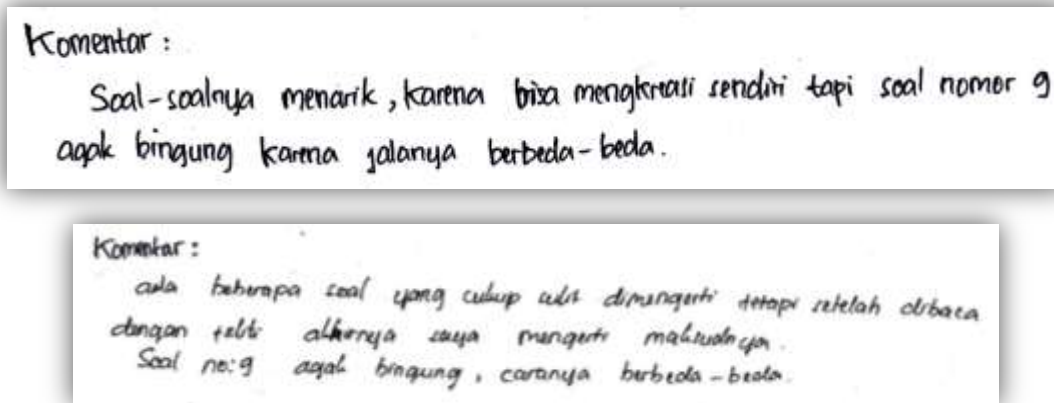 Komentar :
Soal-soalnya menarik, karena bisa mengkreasi sendiri tapi soal nomor 9
agak bingung karena jalanya berbeda-beda.
Komentar :
ada beberapa soal yang cukup sulit dimengerti tetapi setelah dibaca
dengan teliti akhirnya saya mengerti maksudnya.
Soal no:9 agak bingung, caranya berbeda-beda.